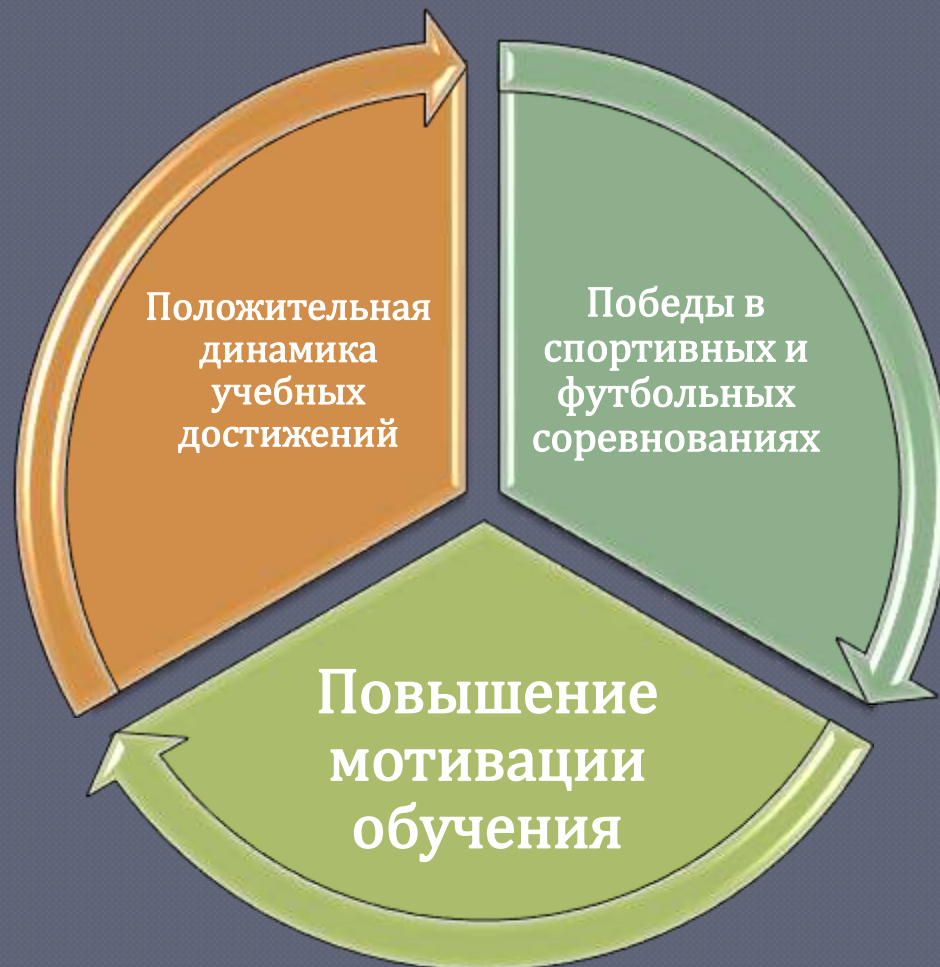 Положительная
динамика
учебных
достижений
Победы в
спортивных и
футбольных
соревнованиях
Повышение
мотивации
обучения